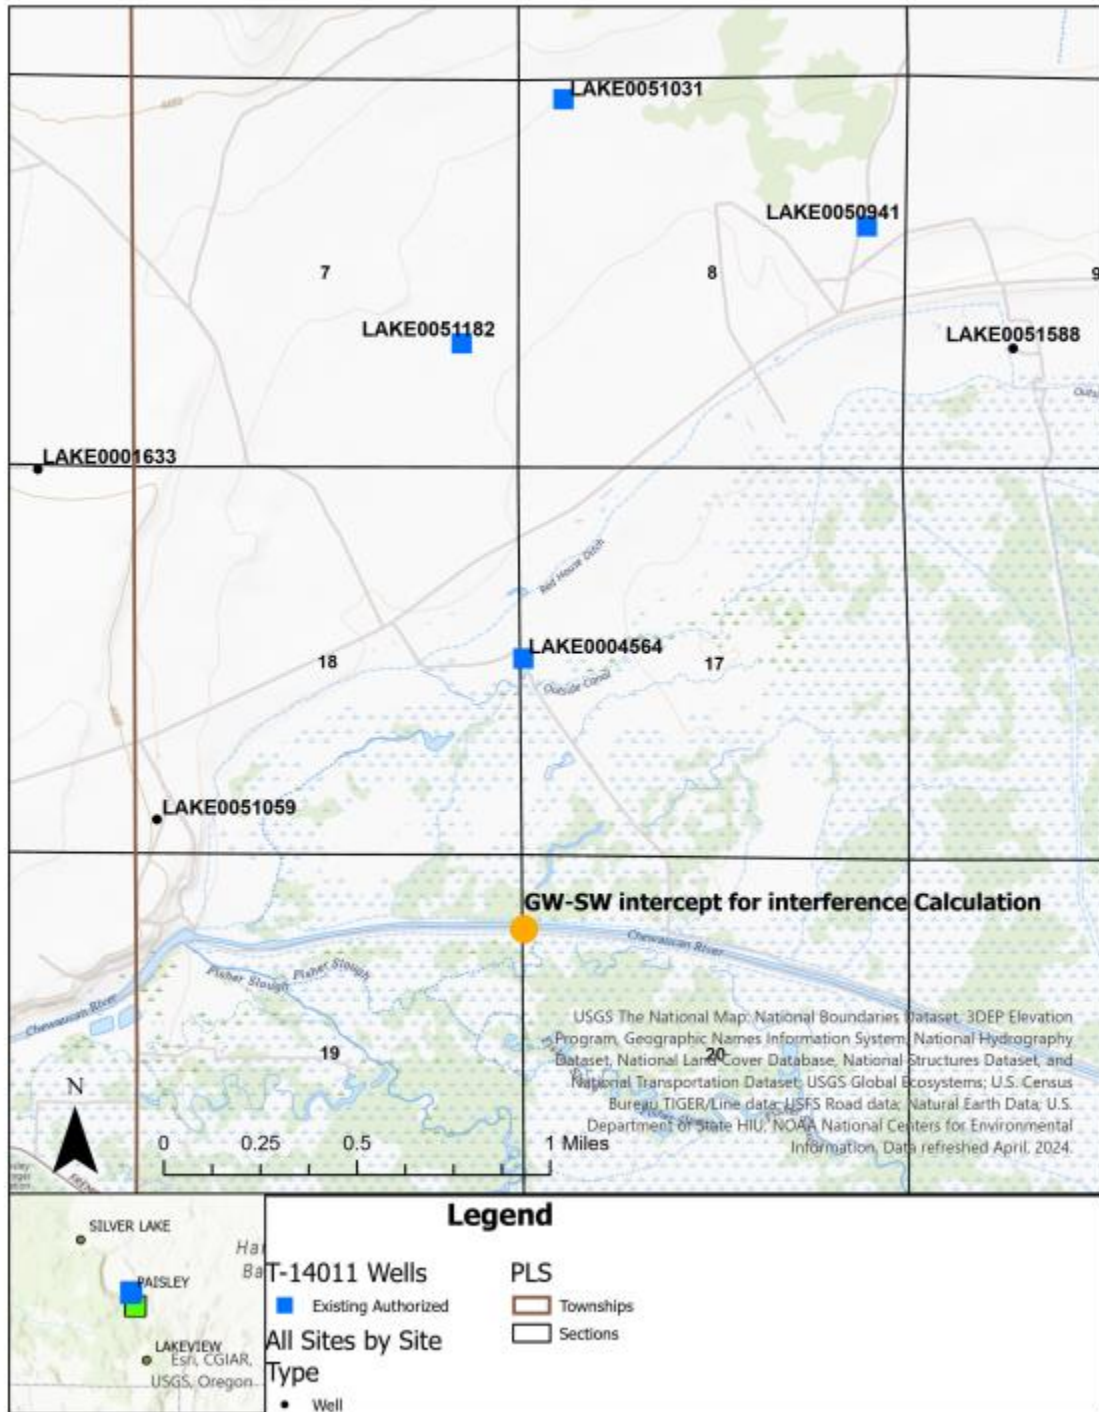 6600
LAKE0051031
LAKE0050941
7
8
9
LAKE0051182
LAKE0051588
Outsi
LAKE0001633
Red House Ditch
LAKE0004564
18
17
Outside Canal
LAKE0051059
GW-SW intercept for interference Calculation
Chewaucan River
Fisher Slough
Fisher Slough
Chewaucan River
USGS The National Map: National Boundaries Dataset, 3DEP Elevation
Program, Geographic Names Information System, National Hydrography
Dataset, National Land Cover Database, National Structures Dataset, and
National Transportation Dataset; USGS Global Ecosystems; U.S. Census
Bureau TIGER/Line data; USFS Road data; Natural Earth Data; U.S.
Department of State HIU; NOAA National Centers for Environmental
Information. Data refreshed April, 2024.
19
20
N
0 0.25 0.5 1 Miles
SILVER LAKE
Har
Ba
PAISLEY
LAKEVIEW
Esri, CGIAR,
USGS, Oregon
Legend
T-14011 Wells
Existing Authorized
All Sites by Site
Type
Well
PLS
Townships
Sections